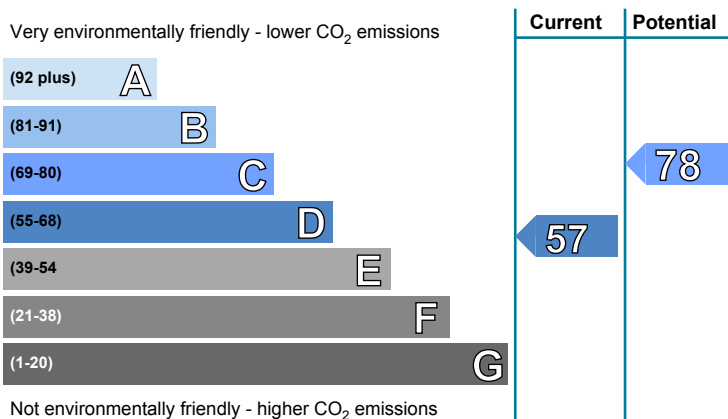 Current Potential
Very environmentally friendly - lower CO2 emissions
(92 plus) A
(81-91) B
(69-80) C
78
(55-68) D
57
(39-54 E
(21-38) F
(1-20) G
Not environmentally friendly - higher CO2 emissions